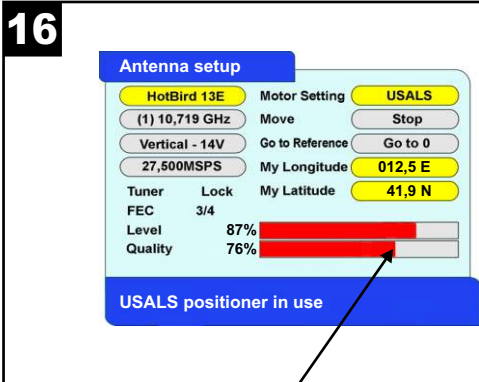 16
Antenna setup
HotBird 13E Motor Setting USALS
(1) 10,719 GHz Move Stop
Vertical - 14V Go to Reference Go to 0
27,500MSPS My Longitude 012,5 E
Tuner Lock My Latitude 41,9 N
FEC 3/4
Level 87%
Quality 76%
USALS positioner in use